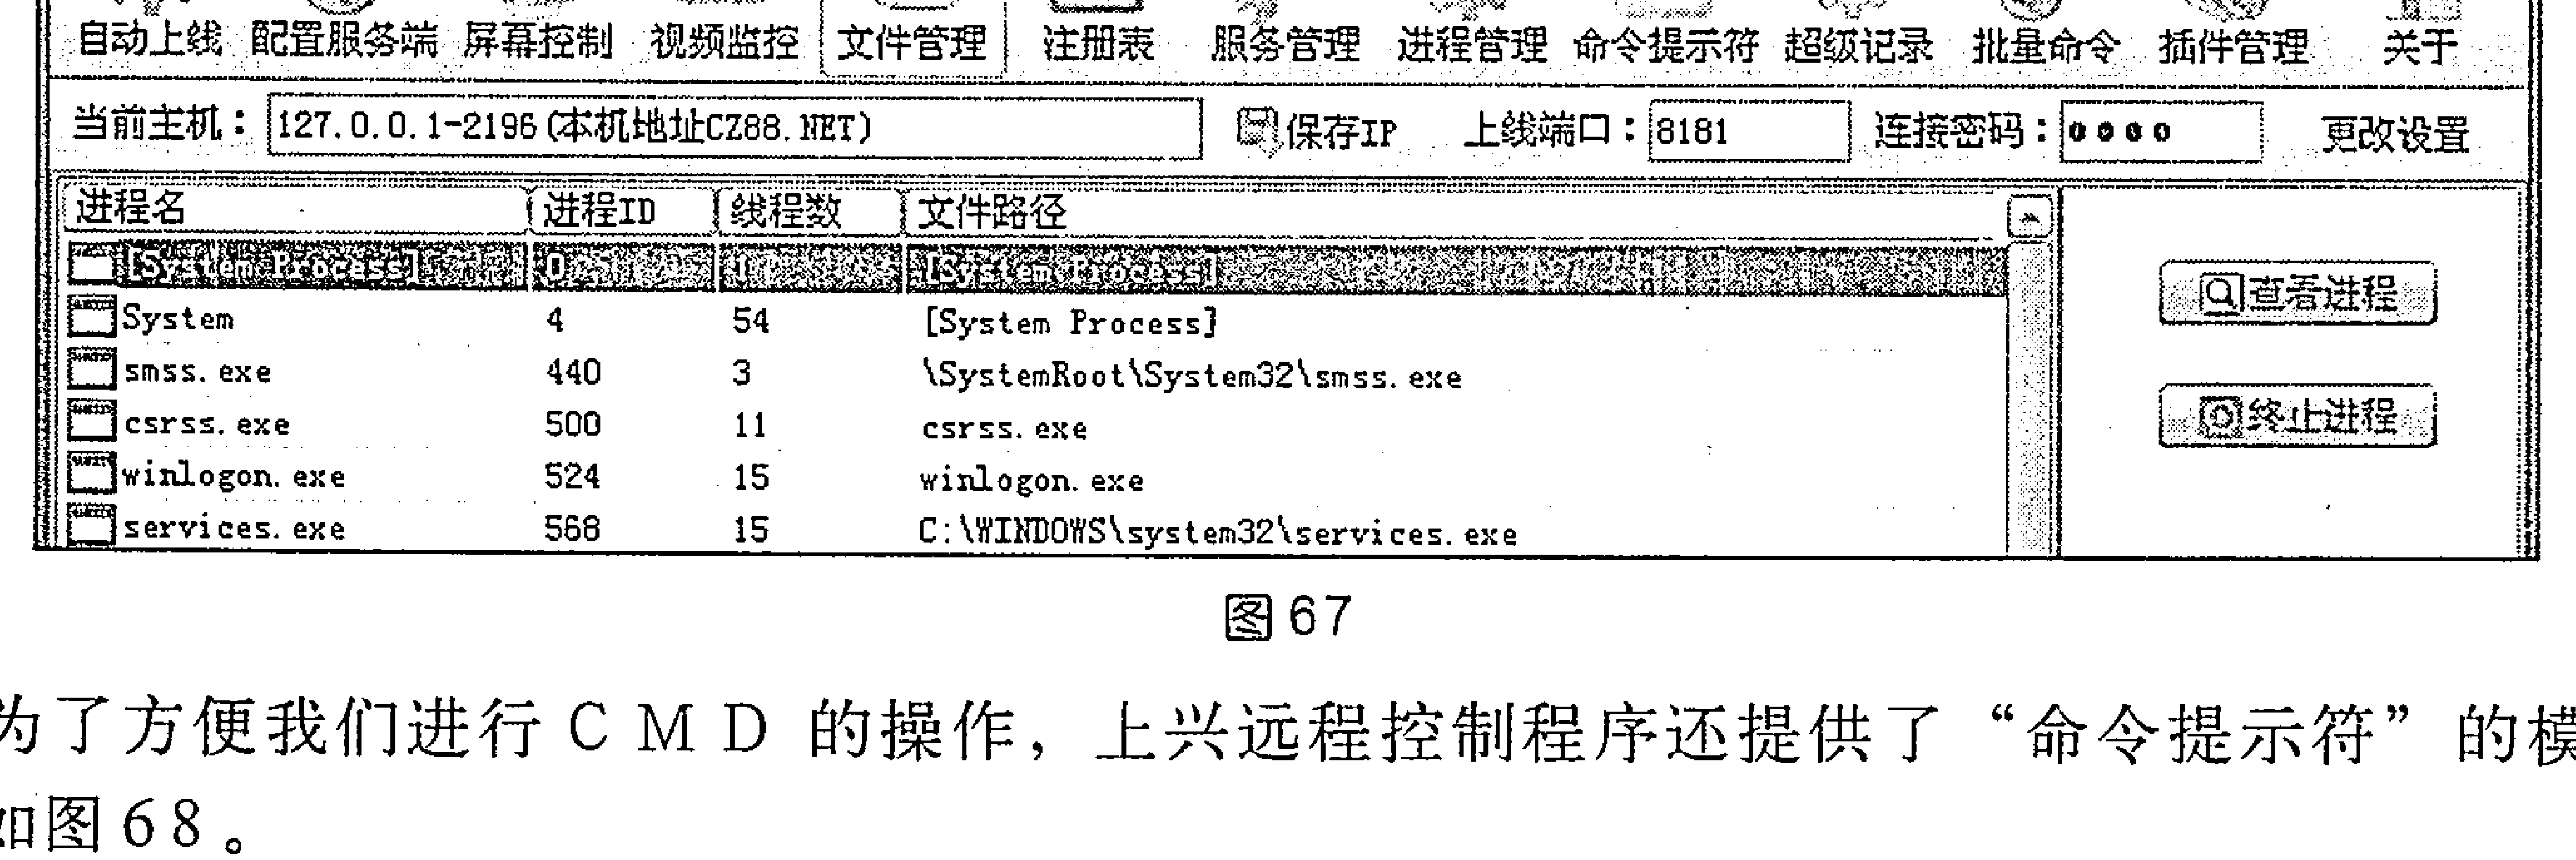 自动上线 配置服务端 屏幕控制 视频监控 文件管理 注册表 服务管理 进程管理 命令提示符 超级记录 批量命令 插件管理 关于
当前主机： 127.0.0.1-2196(本机地址CZ88.NET) 保存IP 上线端口： 8181 连接密码： 更改设置
进程名 进程ID 线程数 文件路径
[System Process] 0 1 [System Process]
System 4 54 [System Process]
smss.exe 440 3 \SystemRoot\System32\smss.exe
csrss.exe 500 11 csrss.exe
winlogon.exe 524 15 winlogon.exe
services.exe 568 15 C:\WINDOWS\system32\services.exe
查看进程
终止进程
图67
为了方便我们进行CMD的操作，上兴远程控制程序还提供了“命令提示符”的模
如图68。